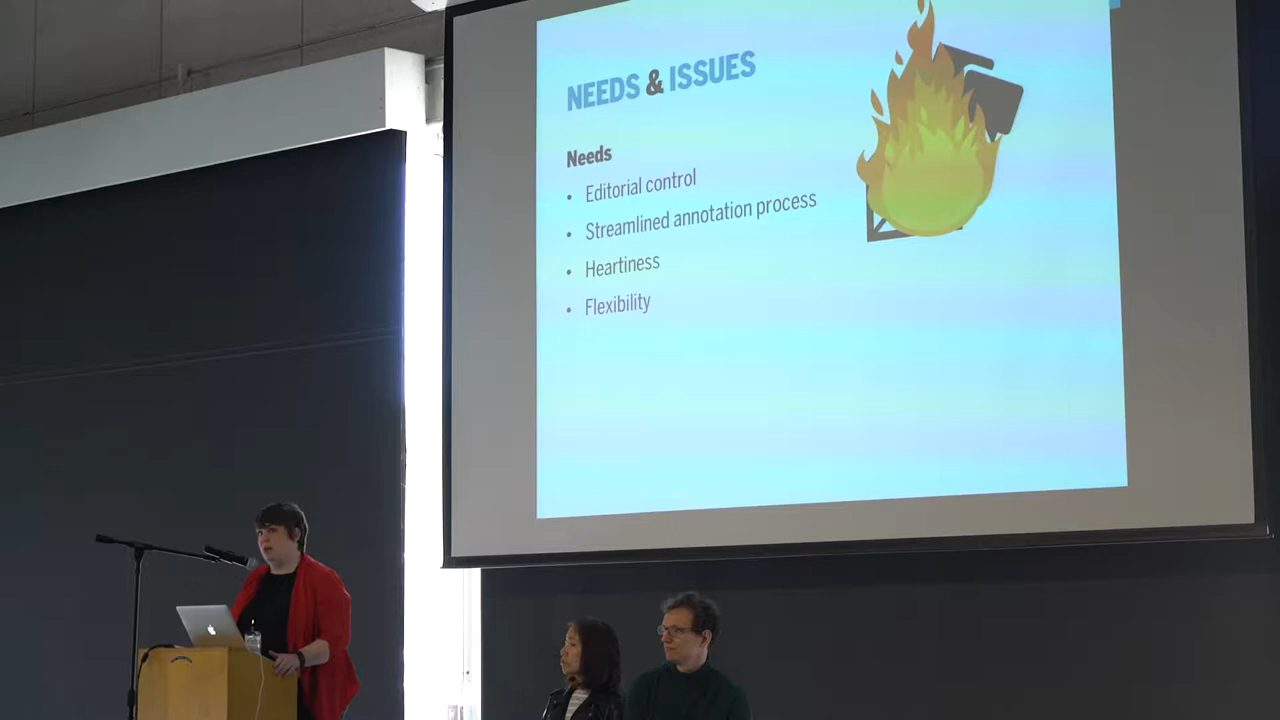 NEEDS & ISSUES
Needs
• Editorial control
• Streamlined annotation process
• Heartiness
• Flexibility